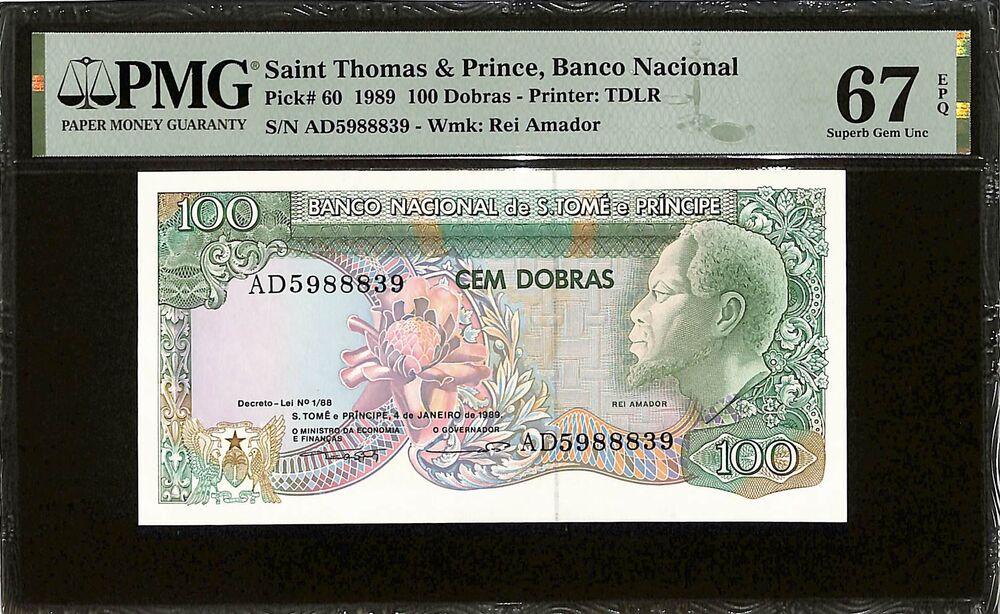 PMG®
PAPER MONEY GUARANTY
Saint Thomas & Prince, Banco Nacional
Pick# 60 1989 100 Dobras - Printer: TDLR
S/N AD5988839 - Wmk: Rei Amador
67
EPQ
Superb Gem Unc
100
BANCO NACIONAL de S. TOMÉ e PRÍNCIPE
AD5988839
CEM DOBRAS
Decreto-Lei Nº 1/88
S. TOMÉ e PRÍNCIPE, 4 de JANEIRO de 1989.
O MINISTRO DA ECONOMIA
E FINANÇAS
O GOVERNADOR
REI AMADOR
AD5988839
100